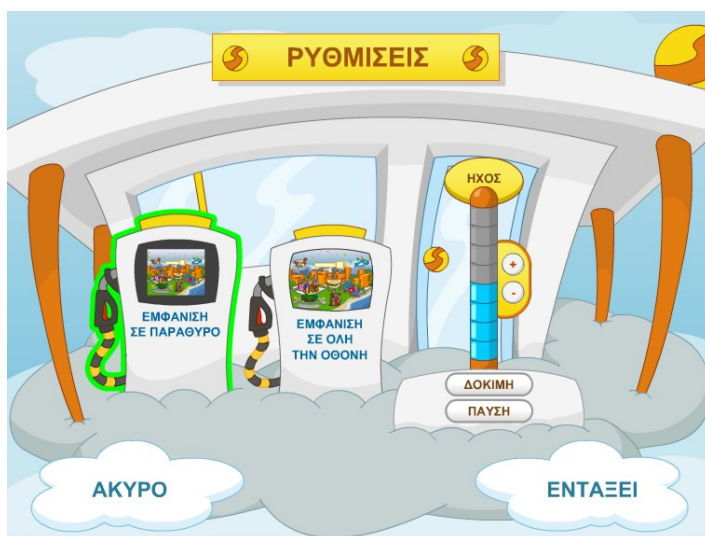 ΡΥΘΜΙΣΕΙΣ
ΗΧΟΣ
+
-
ΕΜΦΑΝΙΣΗ
ΣΕ ΠΑΡΑΘΥΡΟ
ΕΜΦΑΝΙΣΗ
ΣΕ ΟΛΗ
ΤΗΝ ΟΘΟΝΗ
ΔΟΚΙΜΗ
ΠΑΥΣΗ
ΑΚΥΡΟ
ΕΝΤΑΞΕΙ